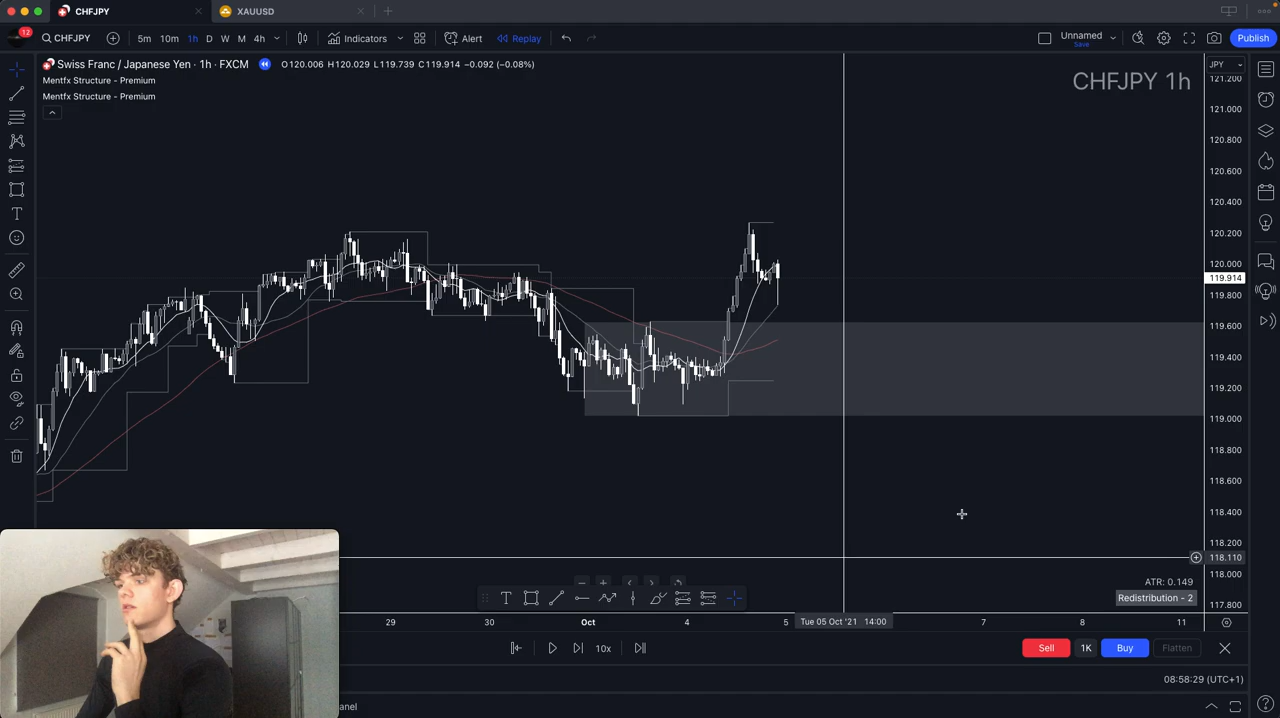 CHFJPY
XAUUSD
12
CHFJPY
5m 10m 1h D W M 4h
Indicators
Alert
Replay
Unnamed
Save
Publish
Swiss Franc / Japanese Yen · 1h · FXCM
O120.006 H120.029 L119.739 C119.914 −0.092 (−0.08%)
Mentfx Structure - Premium
Mentfx Structure - Premium
CHFJPY 1h
JPY
121.200
121.000
120.800
120.600
120.400
120.200
120.000
119.914
119.800
119.600
119.400
119.200
119.000
118.800
118.600
118.400
118.200
118.110
118.000
117.800
ATR: 0.149
Redistribution - 2
29 30 Oct 4 5 Tue 05 Oct '21 14:00 7 8 11
10x
Sell 1K Buy Flatten
08:58:29 (UTC+1)
anel